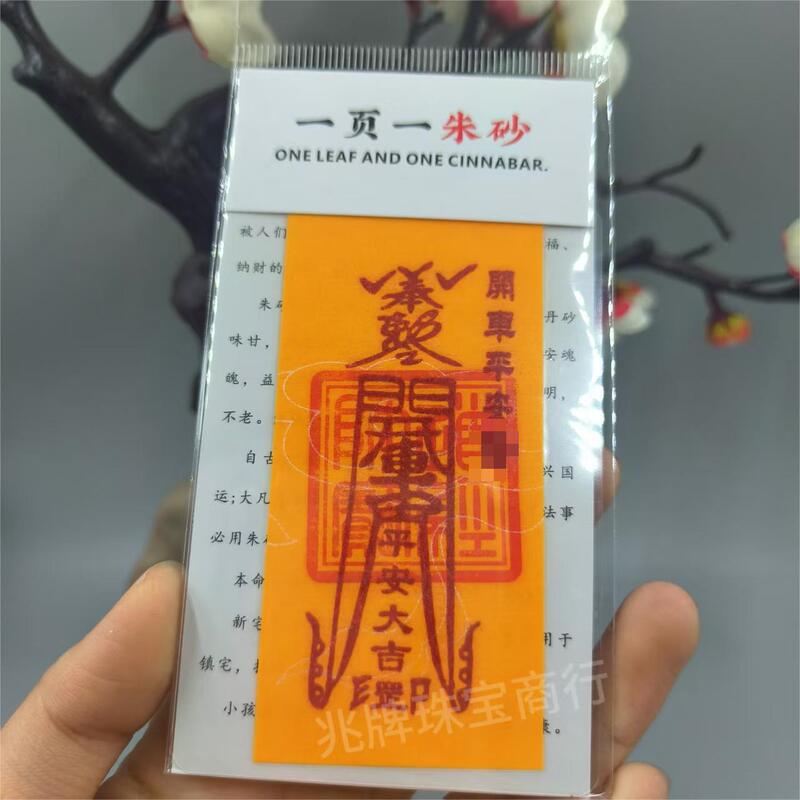 一页一朱砂
ONE LEAF AND ONE CINNABAR.
被人们
福、
纳财的
朱砂
丹砂
味甘，
安魂
魄，益
明，
不老。
自古
兴国
运;大凡
法事
必用朱
本命
新宅
用于
镇宅，
小孩
康。
開車平安
奉
平安大吉
罡
兆牌珠宝商行